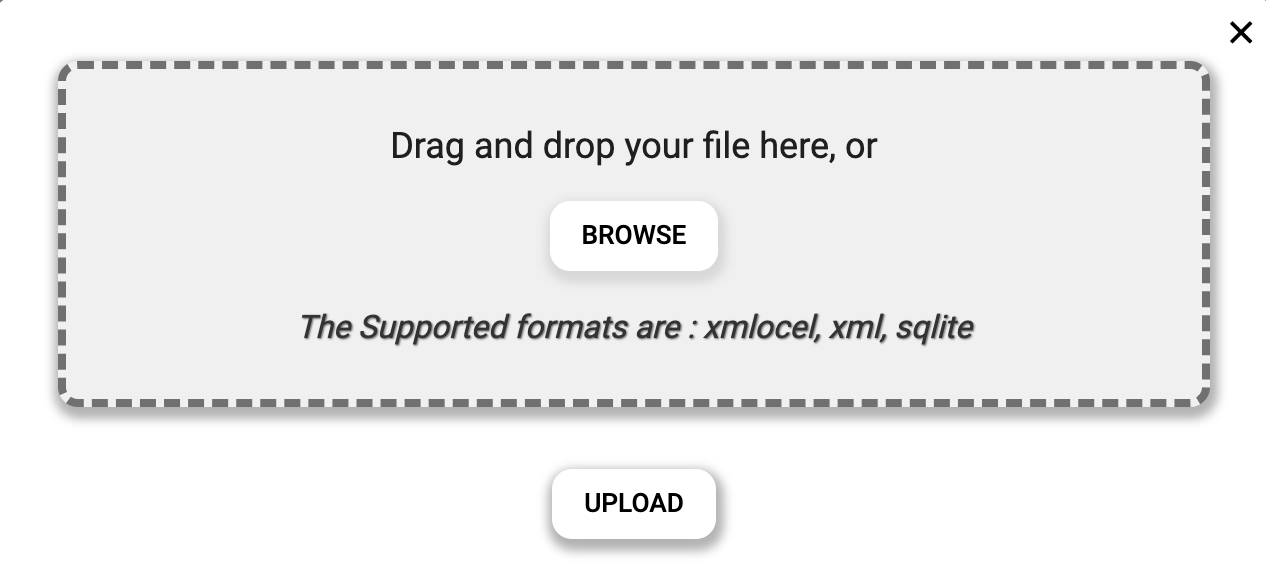 Drag and drop your file here, or
BROWSE
The Supported formats are : xmlocel, xml, sqlite
UPLOAD